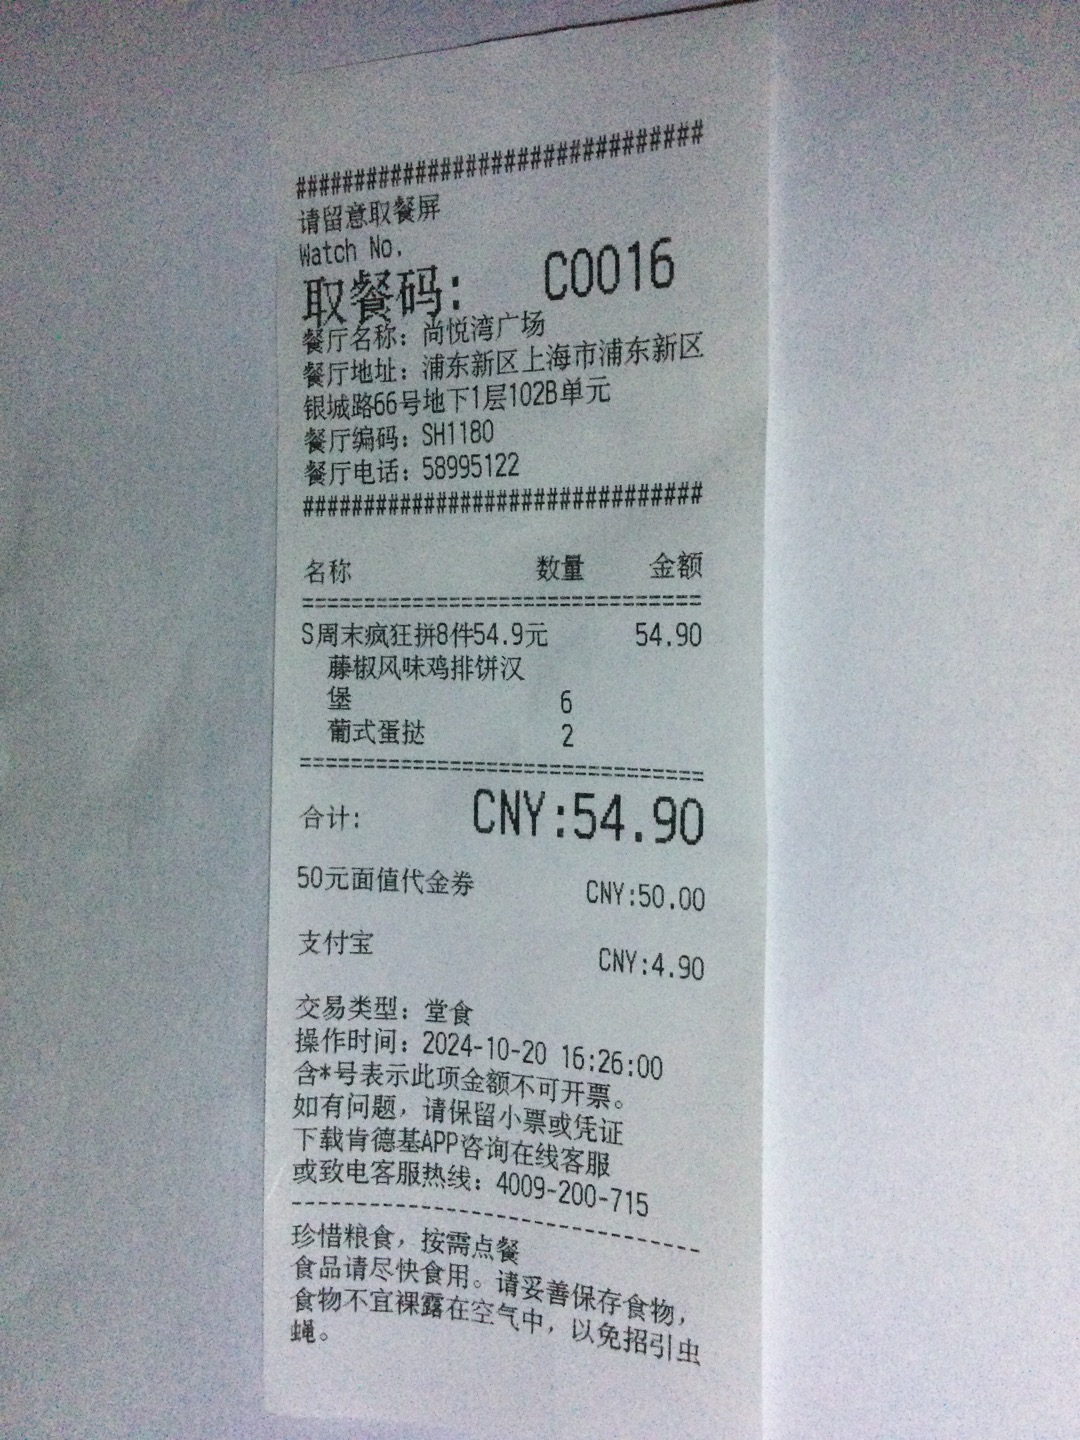 ################################
请留意取餐屏
Watch No.
取餐码： C0016
餐厅名称：尚悦湾广场
餐厅地址：浦东新区上海市浦东新区
银城路66号地下1层102B单元
餐厅编码：SH1180
餐厅电话：58995122
################################
名称 数量 金额
================================
S周末疯狂拼8件54.9元 54.90
藤椒风味鸡排饼汉
堡 6
葡式蛋挞 2
================================
合计: CNY:54.90
50元面值代金券 CNY:50.00
支付宝 CNY:4.90
交易类型：堂食
操作时间：2024-10-20 16:26:00
含*号表示此项金额不可开票。
如有问题，请保留小票或凭证
下载肯德基APP咨询在线客服
或致电客服热线：4009-200-715
--------------------------------
珍惜粮食，按需点餐
食品请尽快食用。请妥善保存食物，
食物不宜裸露在空气中，以免招引虫
蝇。